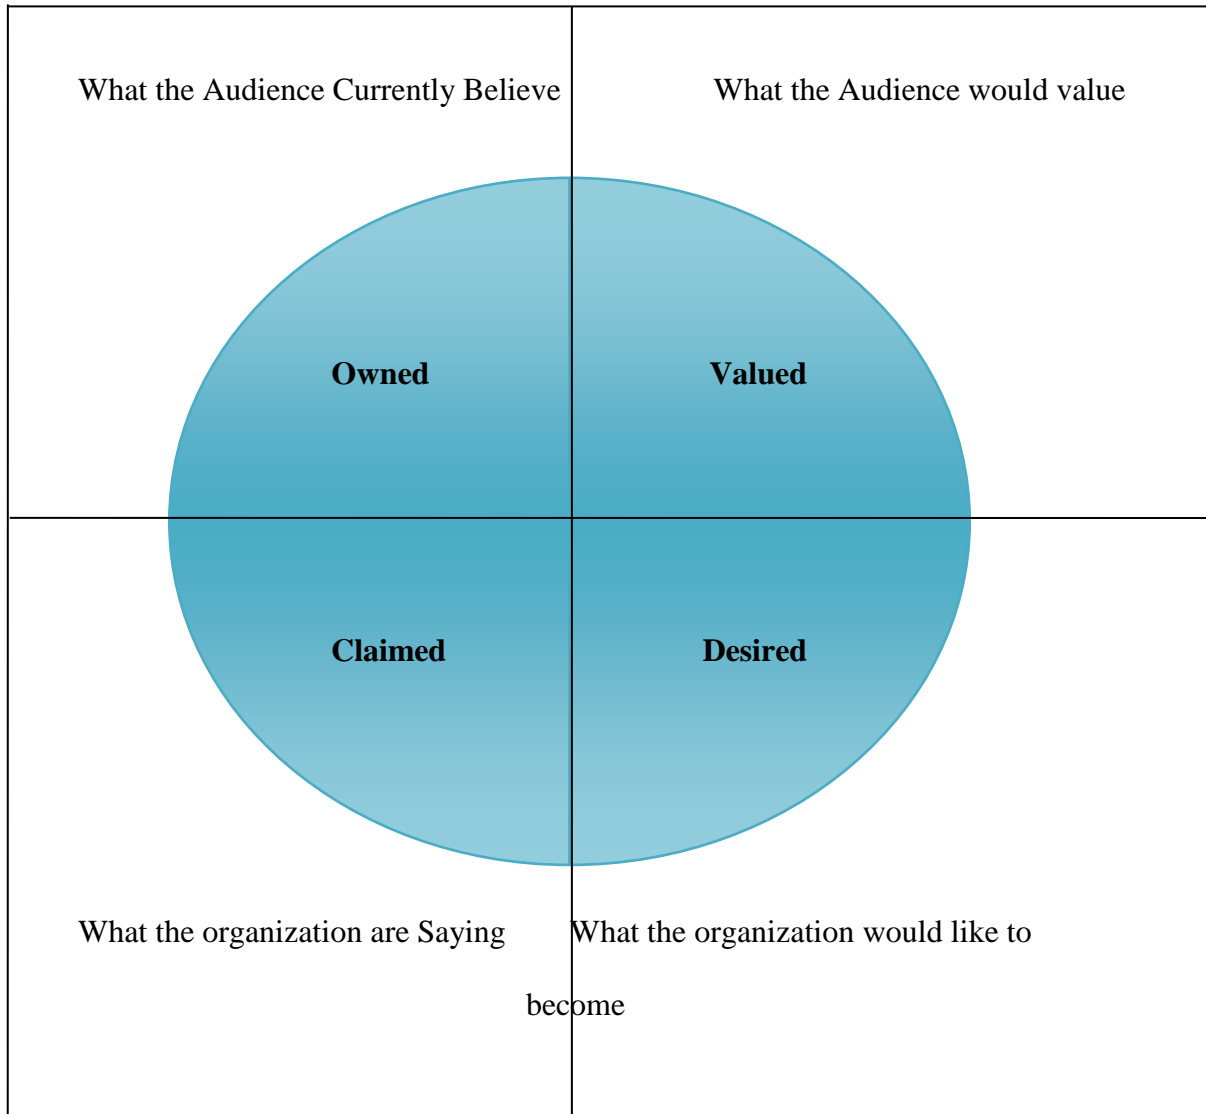 What the Audience Currently Believe
What the Audience would value
Owned
Valued
Claimed
Desired
What the organization are Saying
What the organization would like to
become